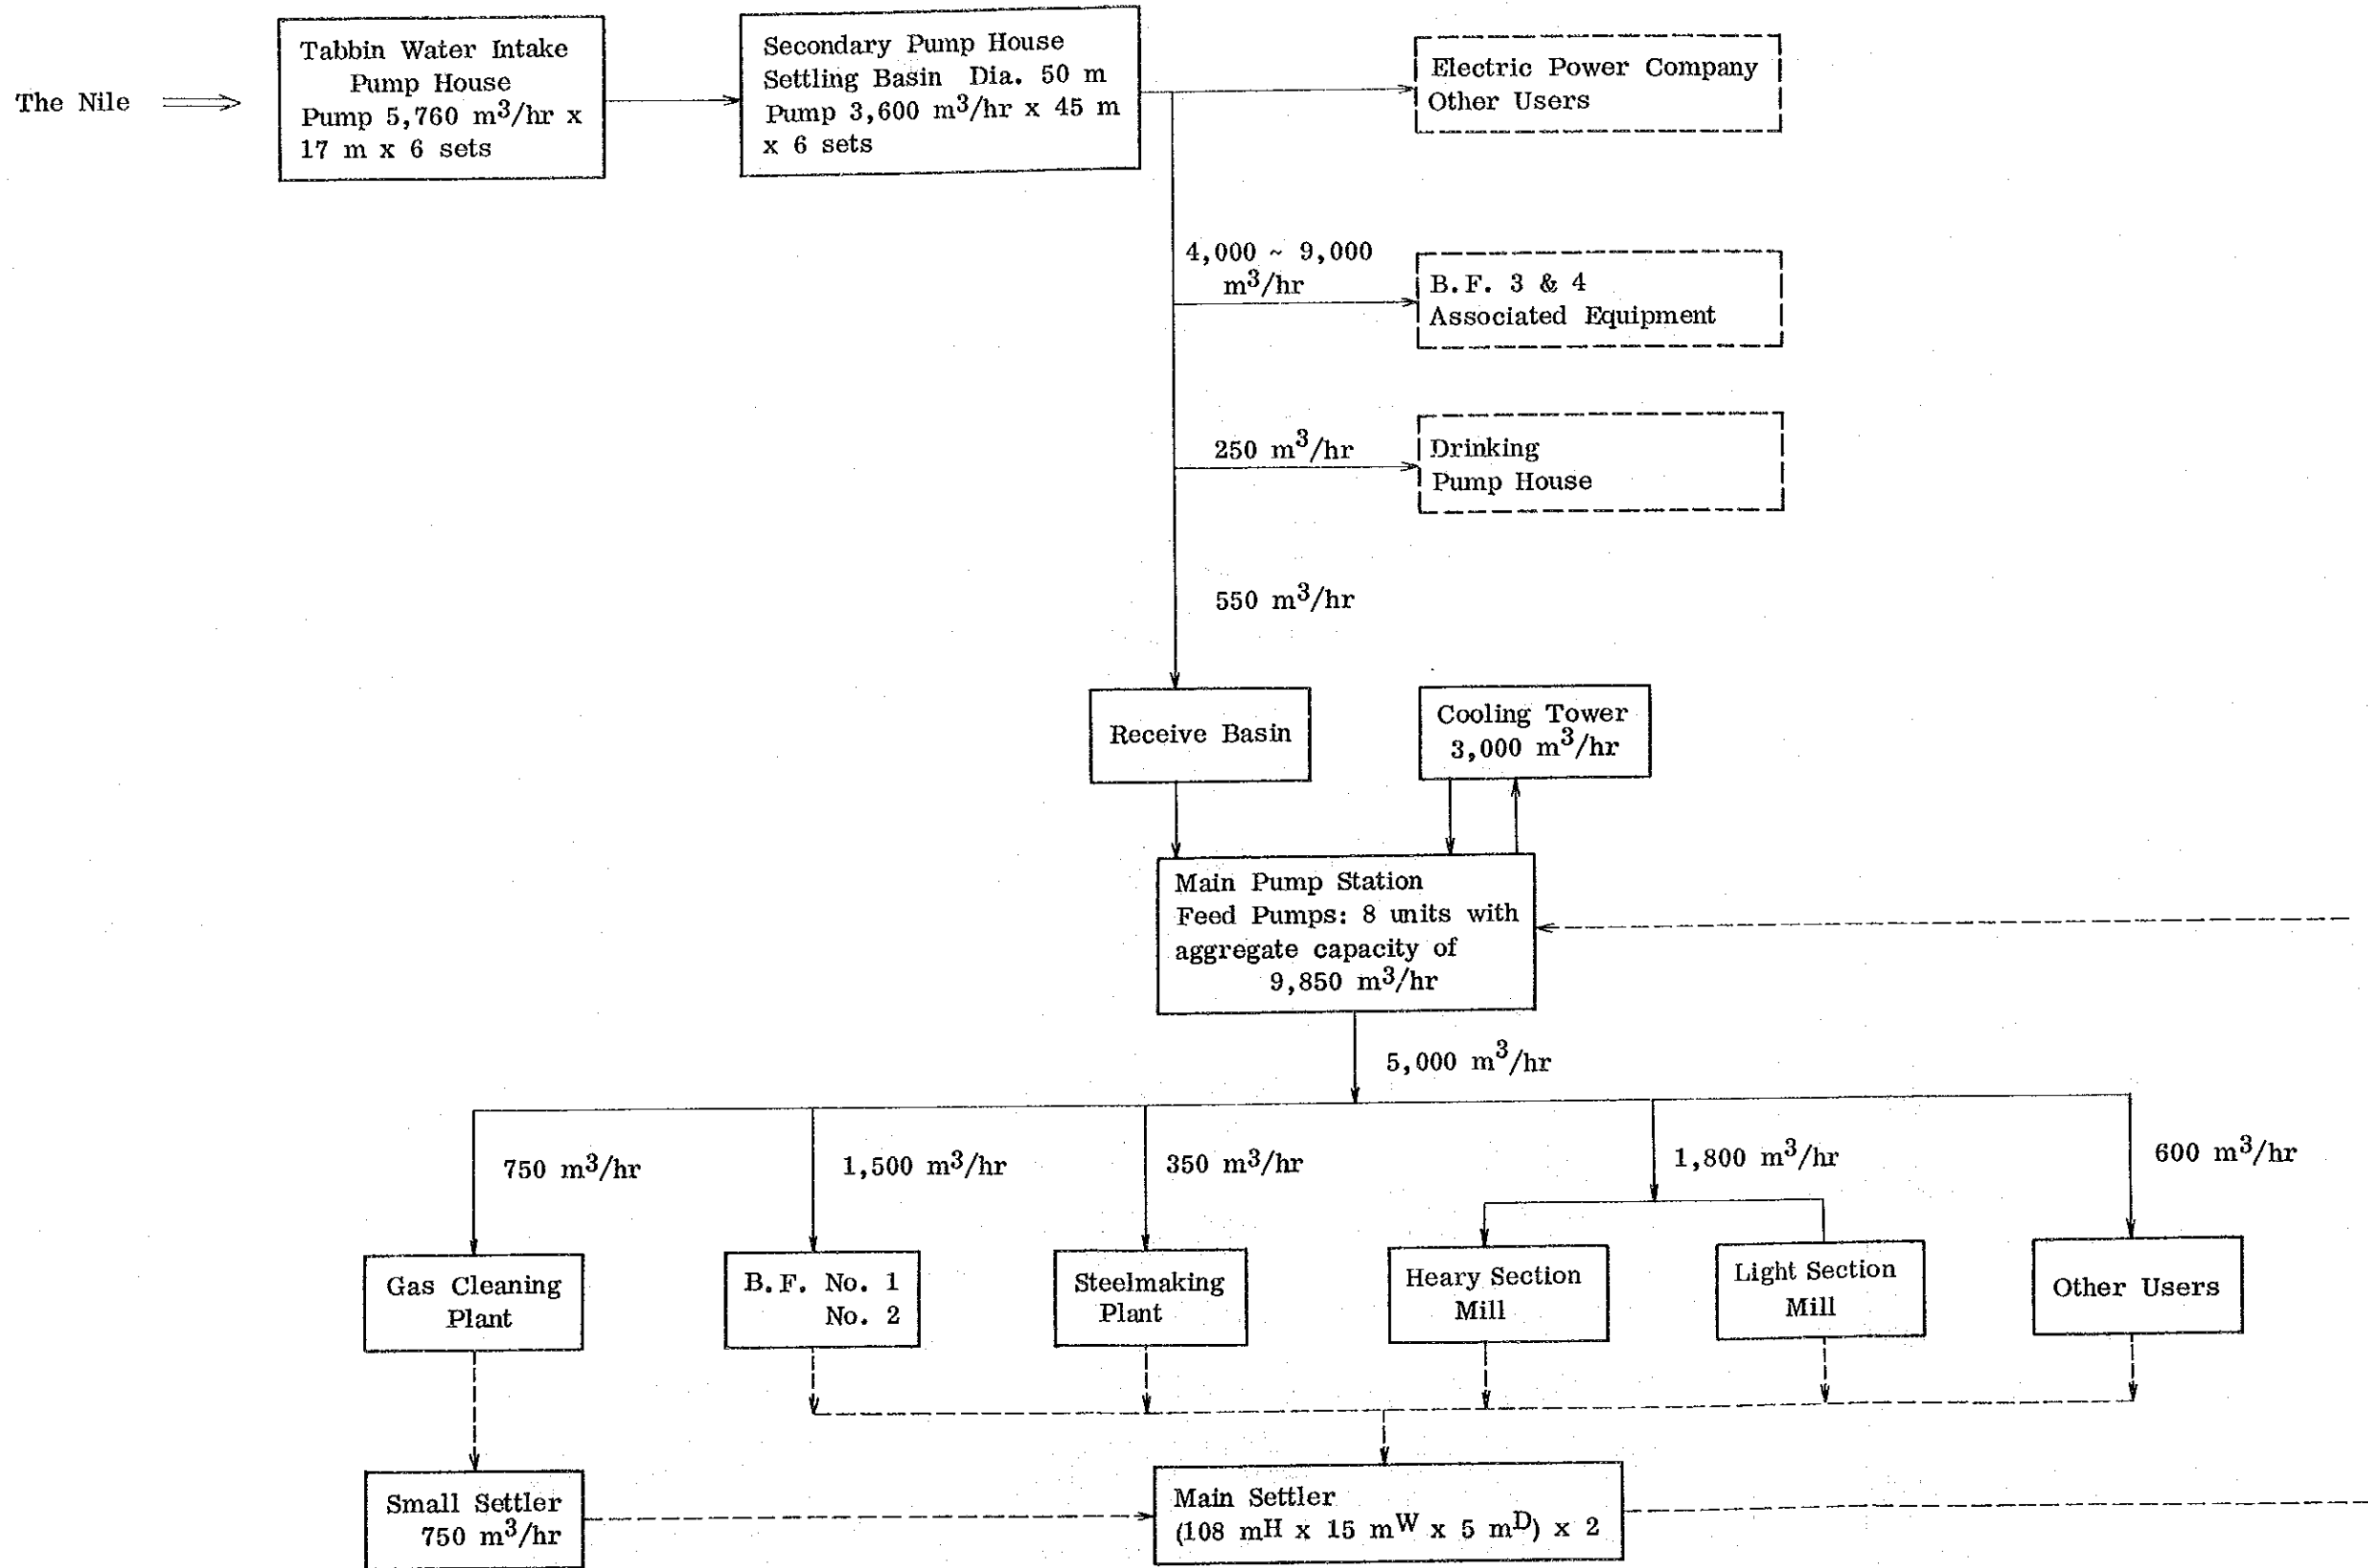 The Nile
Tabbin Water Intake
Pump House
Pump 5,760 m³/hr x
17 m x 6 sets
Secondary Pump House
Settling Basin Dia. 50 m
Pump 3,600 m³/hr x 45 m
x 6 sets
Electric Power Company
Other Users
4,000 ~ 9,000
m³/hr
B.F. 3 & 4
Associated Equipment
250 m³/hr
Drinking
Pump House
550 m³/hr
Receive Basin
Cooling Tower
3,000 m³/hr
Main Pump Station
Feed Pumps: 8 units with
aggregate capacity of
9,850 m³/hr
5,000 m³/hr
750 m³/hr
1,500 m³/hr
350 m³/hr
1,800 m³/hr
600 m³/hr
Gas Cleaning
Plant
B.F. No. 1
No. 2
Steelmaking
Plant
Heary Section
Mill
Light Section
Mill
Other Users
Small Settler
750 m³/hr
Main Settler
(108 mH x 15 mW x 5 mD) x 2